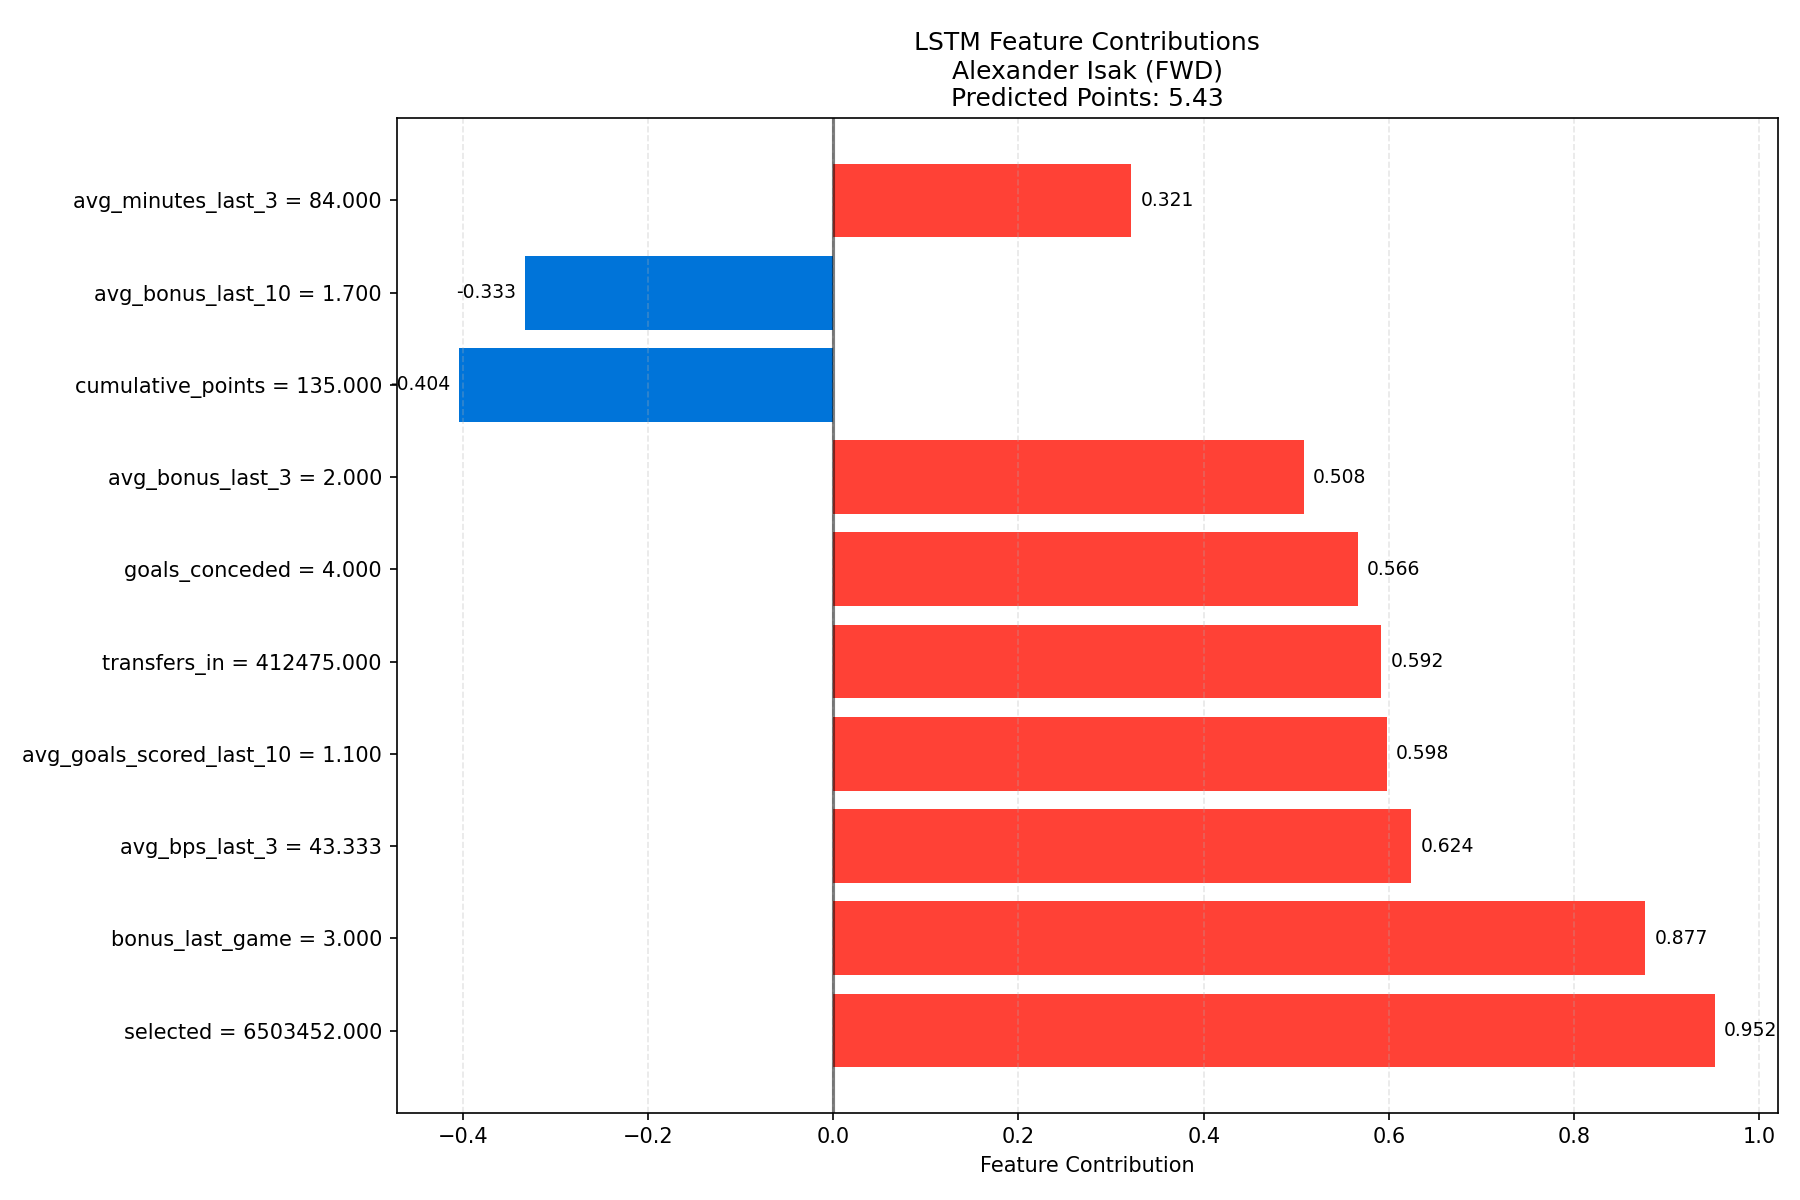 LSTM Feature Contributions
Alexander Isak (FWD)
Predicted Points: 5.43
avg_minutes_last_3 = 84.000
0.321
avg_bonus_last_10 = 1.700
-0.333
cumulative_points = 135.000
-0.404
avg_bonus_last_3 = 2.000
0.508
goals_conceded = 4.000
0.566
transfers_in = 412475.000
0.592
avg_goals_scored_last_10 = 1.100
0.598
avg_bps_last_3 = 43.333
0.624
bonus_last_game = 3.000
0.877
selected = 6503452.000
0.952
−0.4 −0.2 0.0 0.2 0.4 0.6 0.8 1.0
Feature Contribution